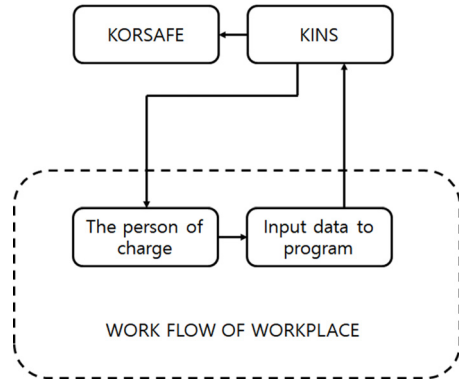 KORSAFE
KINS
The person of
charge
Input data to
program
WORK FLOW OF WORKPLACE